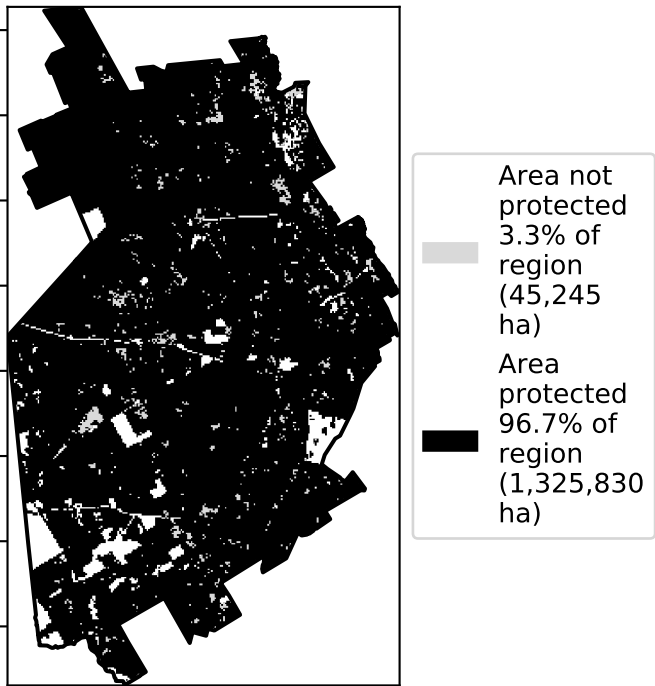 Area not
protected
3.3% of
region
(45,245
ha)
Area
protected
96.7% of
region
(1,325,830
ha)